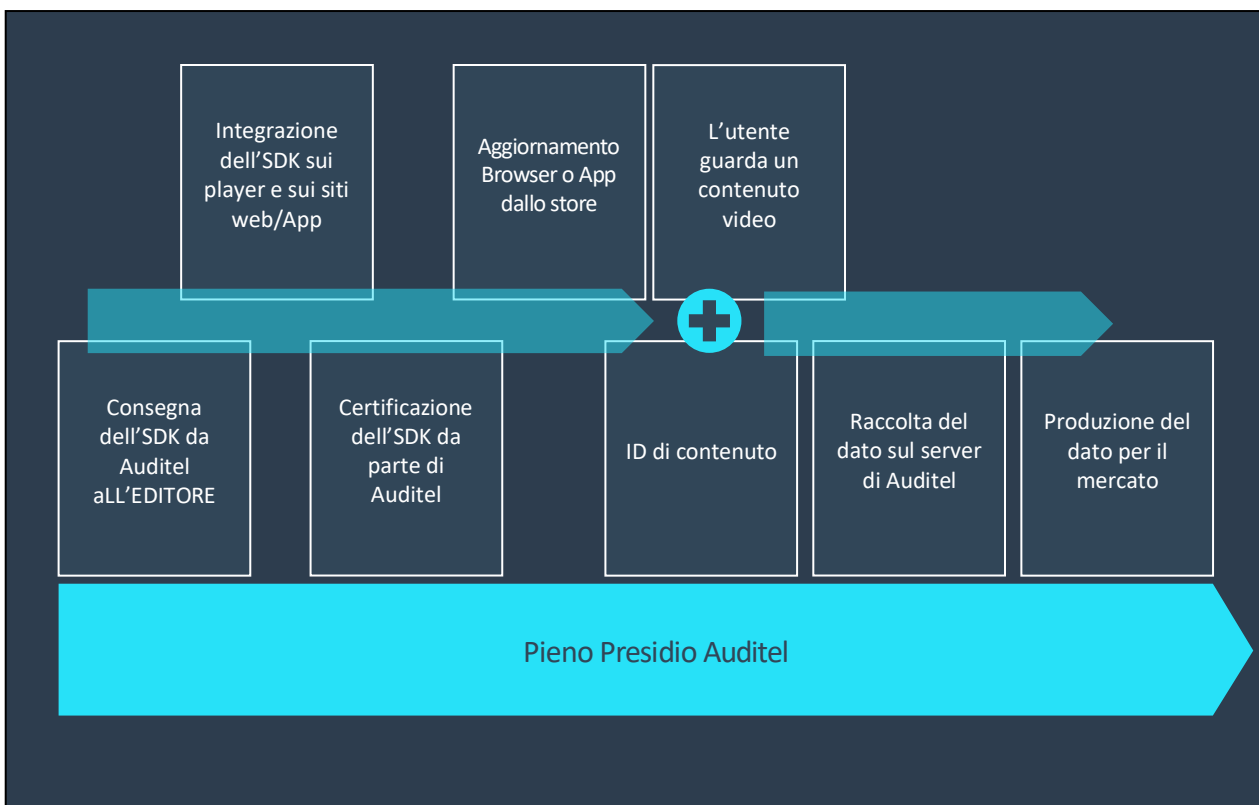 Integrazione
dell’SDK sui
player e sui siti
web/App
Aggiornamento
Browser o App
dallo store
L’utente
guarda un
contenuto
video
Consegna
dell’SDK da
Auditel
aLL’EDITORE
Certificazione
dell’SDK da
parte di
Auditel
ID di contenuto
Raccolta del
dato sul server
di Auditel
Produzione del
dato per il
mercato
Pieno Presidio Auditel